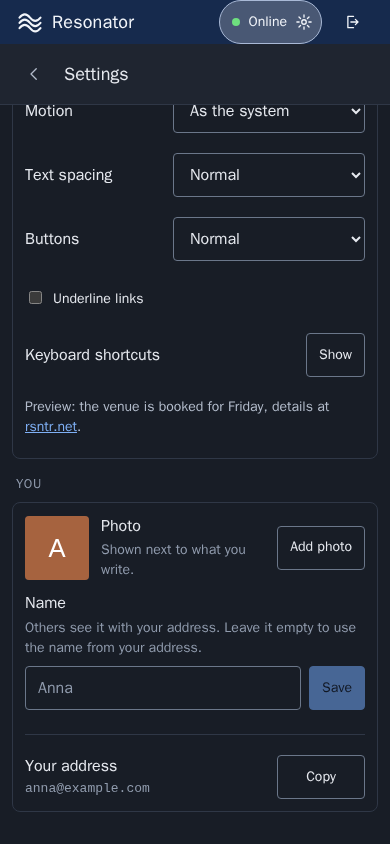 Resonator
Online
Settings
Motion
As the system
Text spacing
Normal
Buttons
Normal
Underline links
Keyboard shortcuts
Show
Preview: the venue is booked for Friday, details at
rsntr.net.
YOU
A
Photo
Shown next to what you
write.
Add photo
Name
Others see it with your address. Leave it empty to use
the name from your address.
Anna
Save
Your address
anna@example.com
Copy